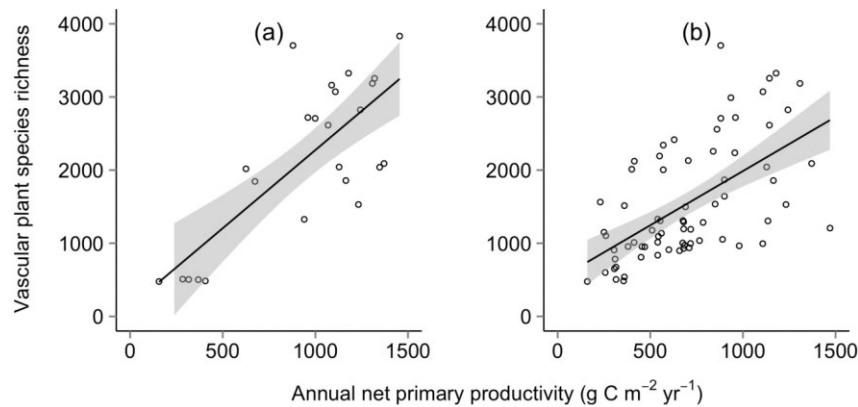 (a)
(b)
Vascular plant species richness
4000
3000
2000
1000
0
4000
3000
2000
1000
0
0 500 1000 1500
0 500 1000 1500
Annual net primary productivity (g C m⁻² yr⁻¹)